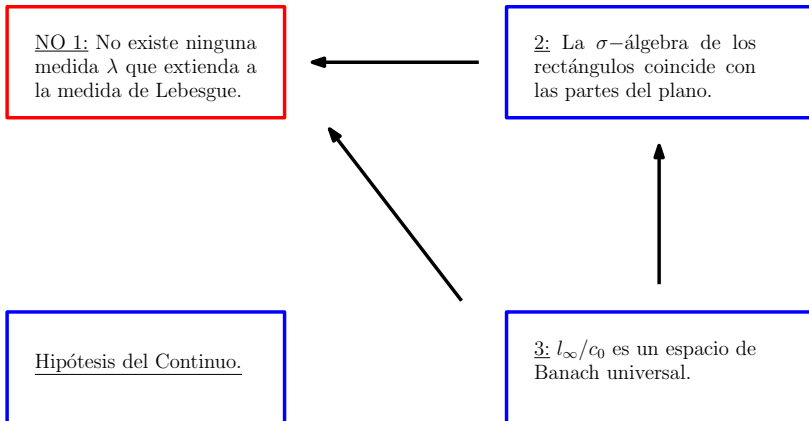 NO 1: No existe ninguna
medida λ que extienda a
la medida de Lebesgue.
2: La σ−álgebra de los
rectángulos coincide con
las partes del plano.
Hipótesis del Continuo.
3: l∞/c0 es un espacio de
Banach universal.